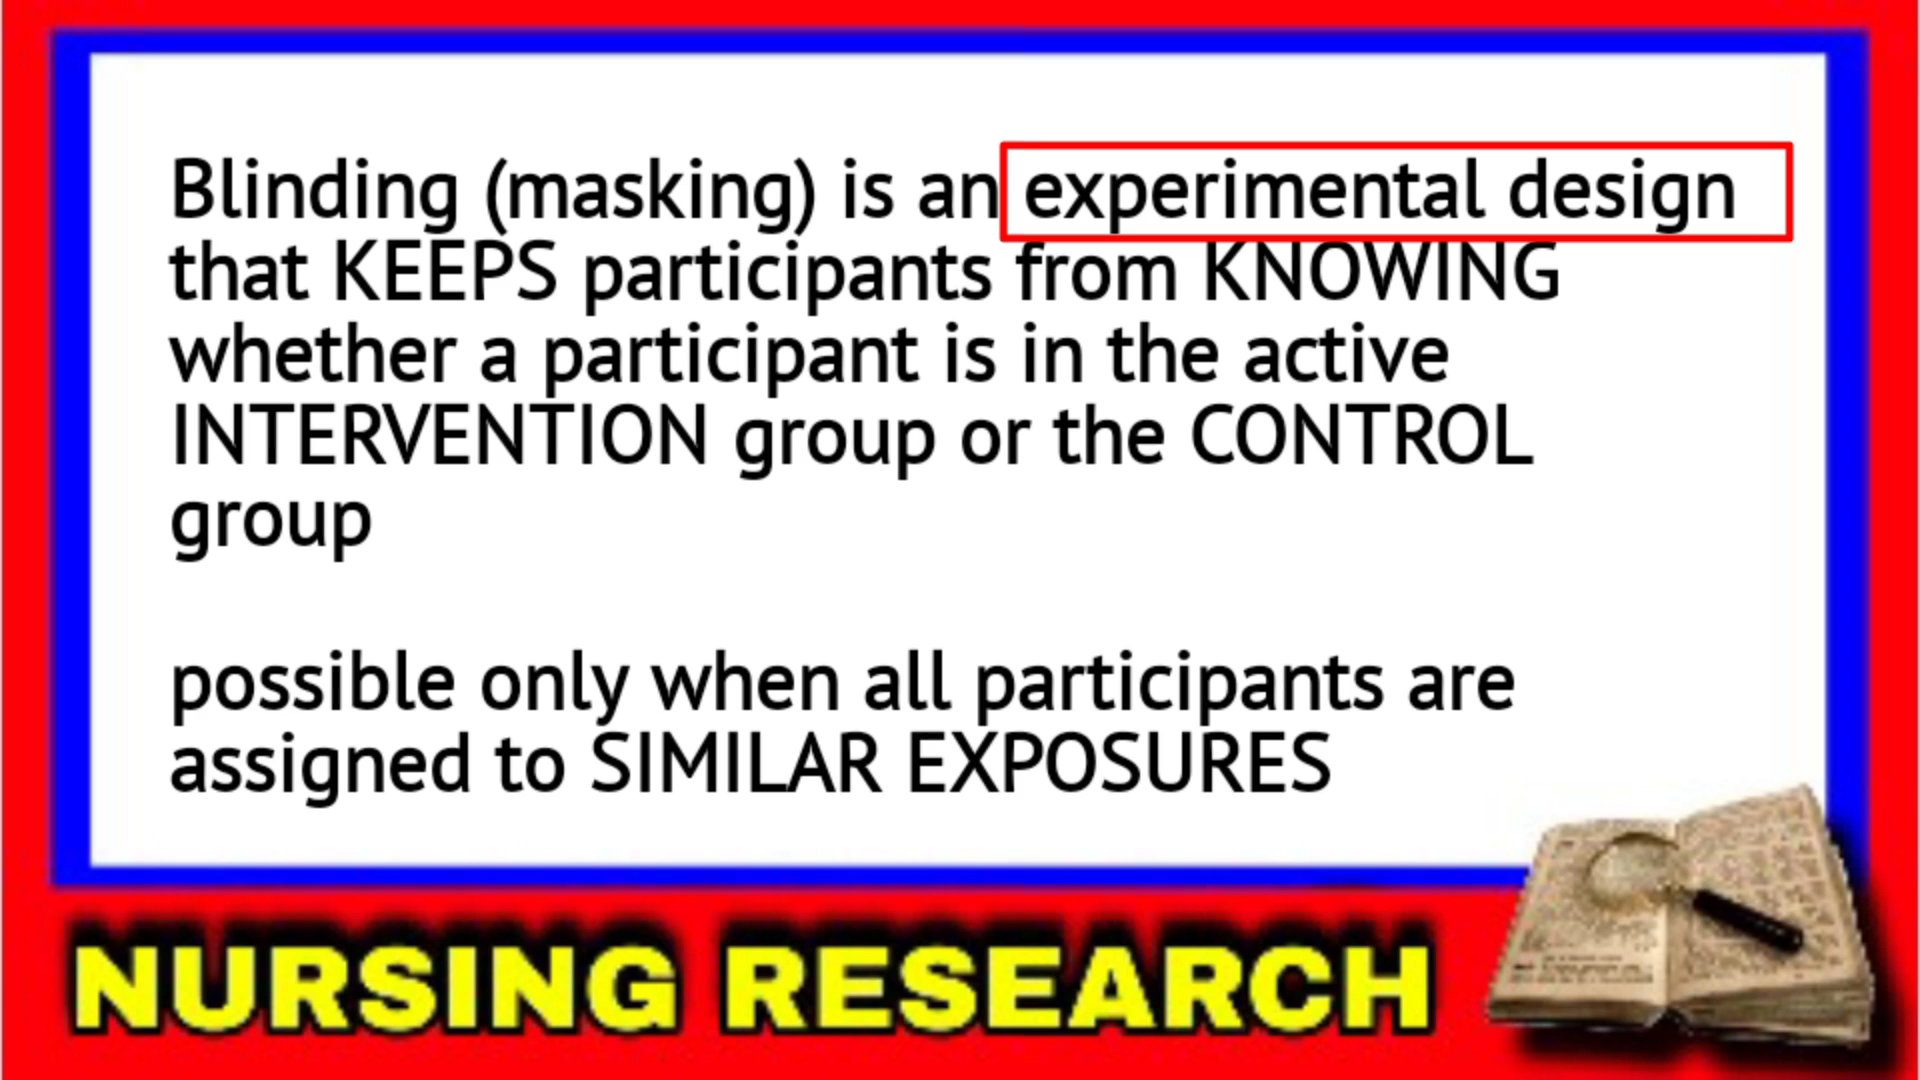 Blinding (masking) is an experimental design
that KEEPS participants from KNOWING
whether a participant is in the active
INTERVENTION group or the CONTROL
group
possible only when all participants are
assigned to SIMILAR EXPOSURES
NURSING RESEARCH